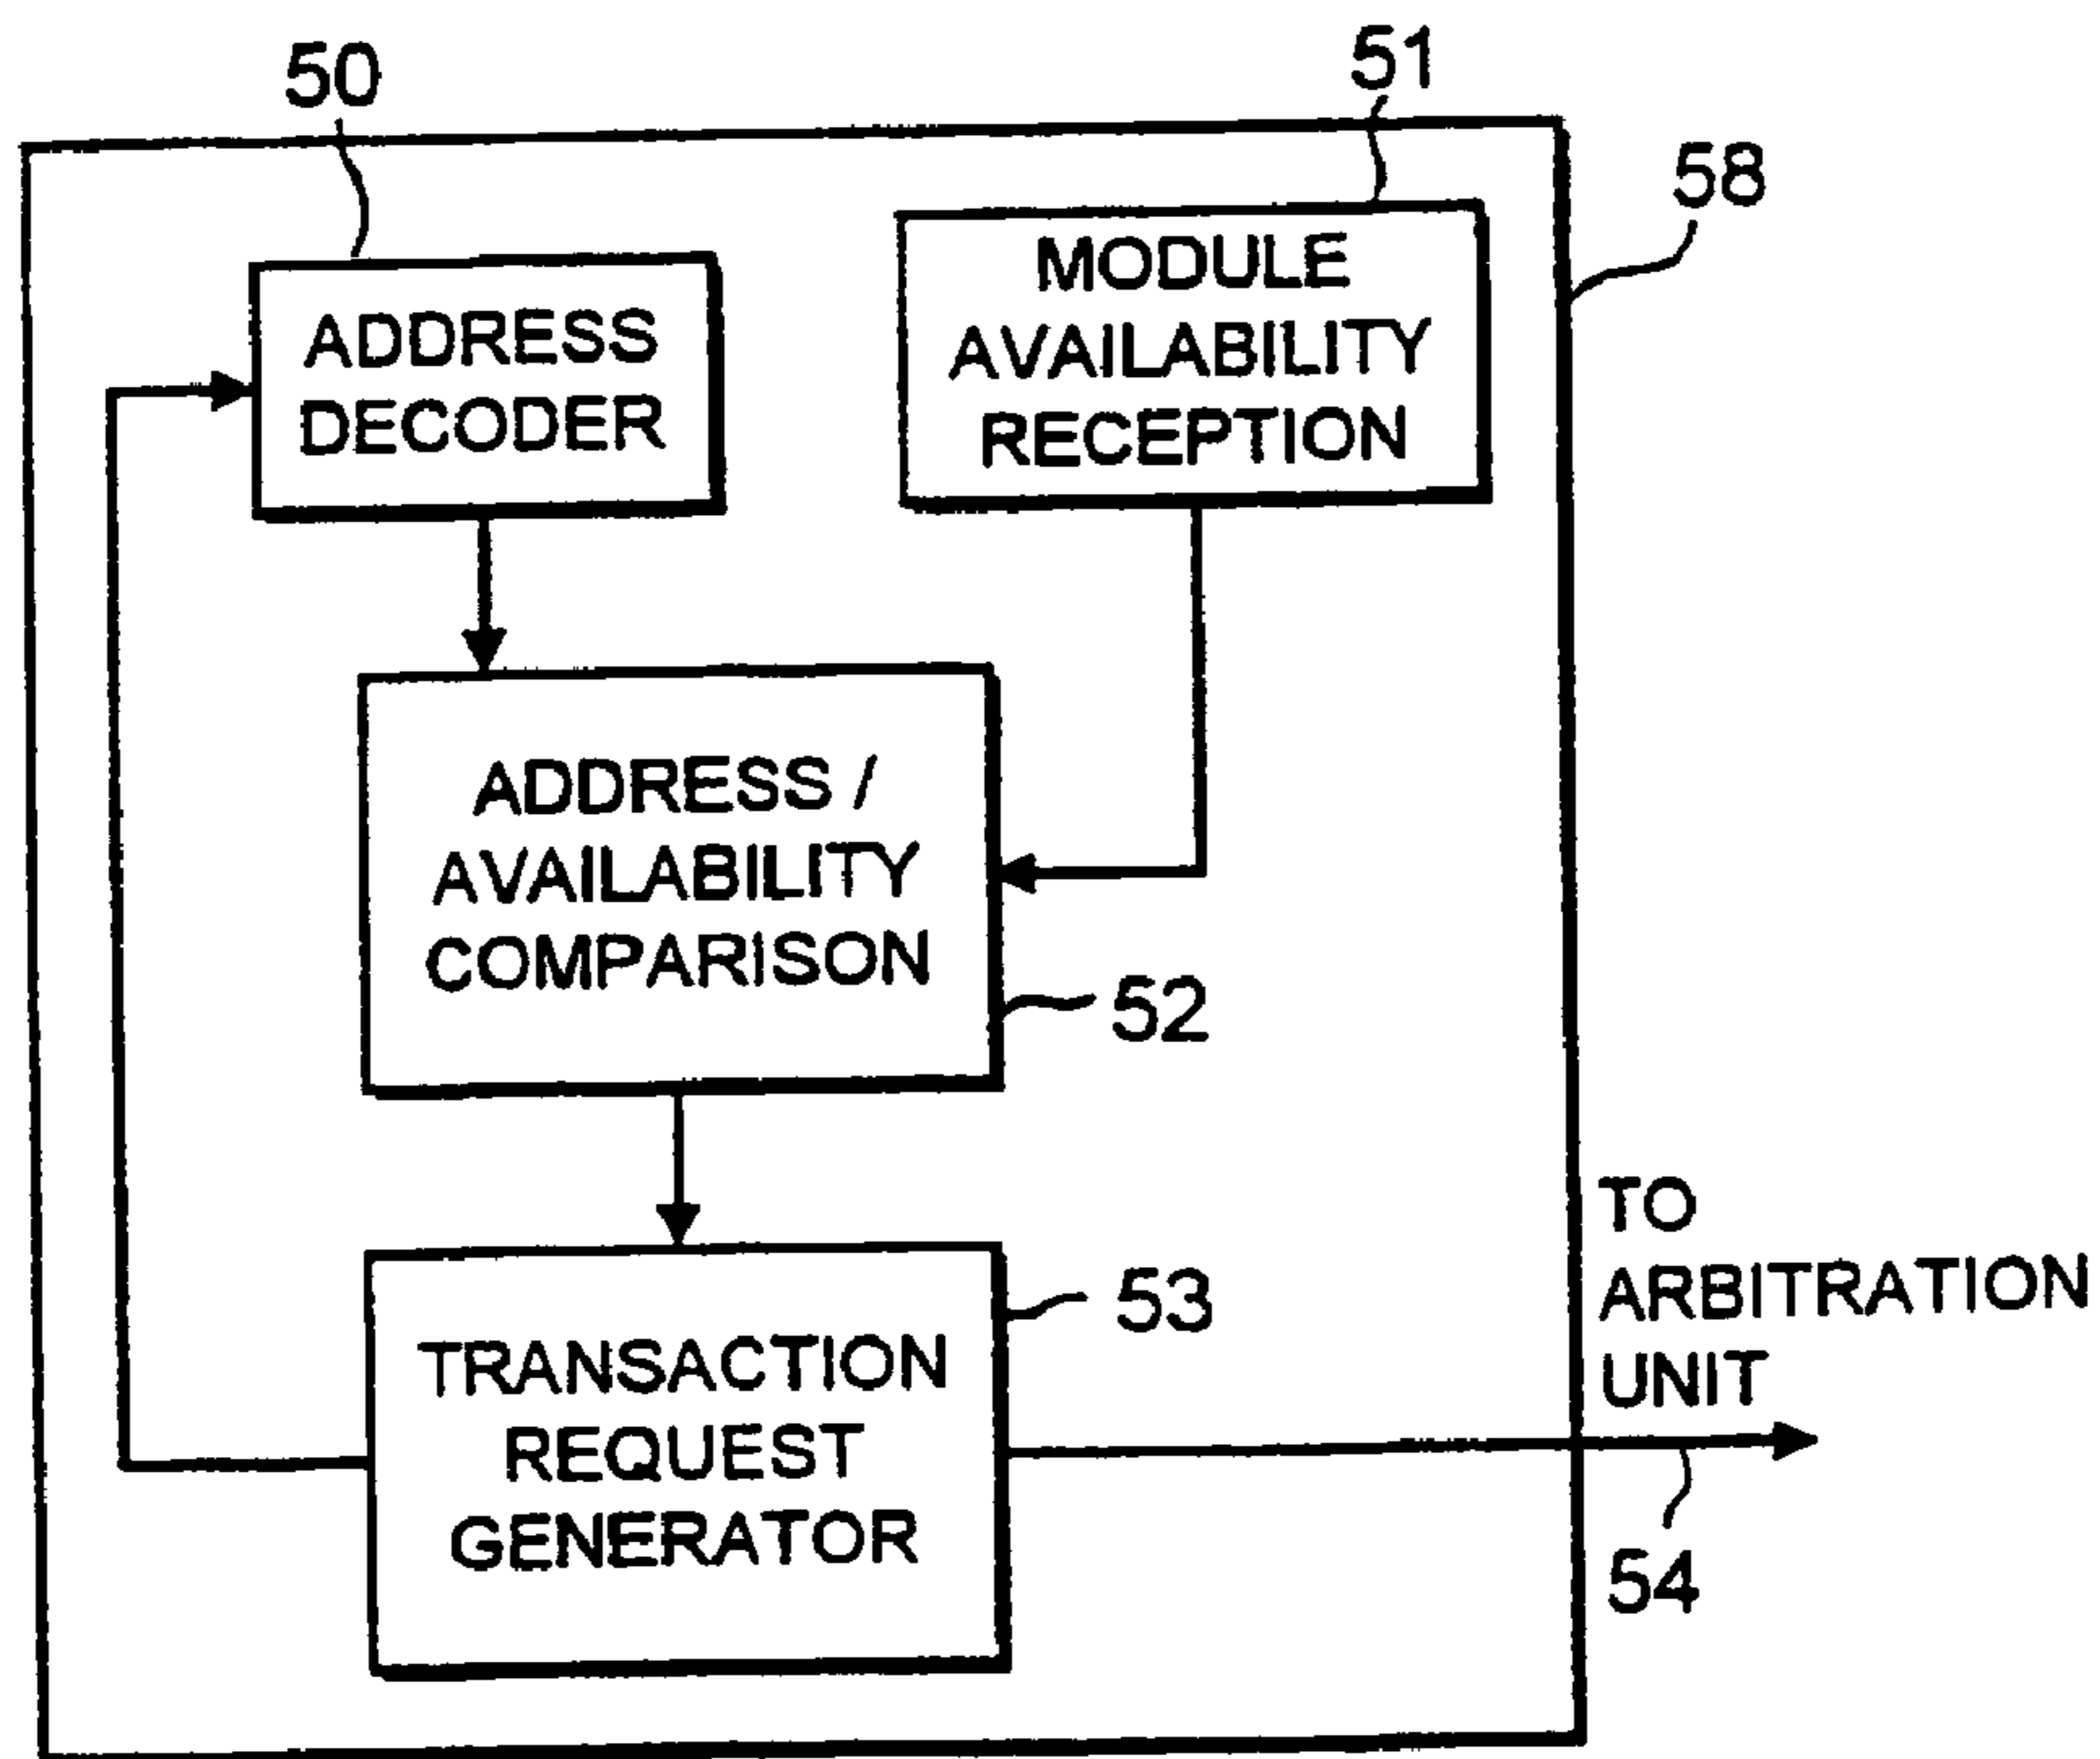 50
51
58
ADDRESS
DECODER
MODULE
AVAILABILITY
RECEPTION
ADDRESS /
AVAILABILITY
COMPARISON
52
TRANSACTION
REQUEST
GENERATOR
53
TO
ARBITRATION
UNIT
54